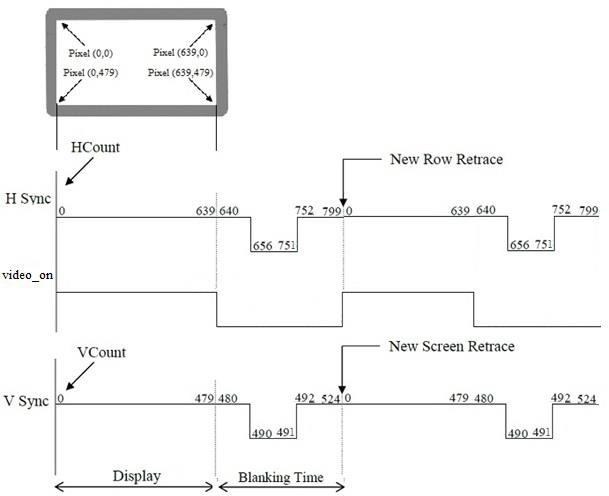 Pixel (0,0) Pixel (639,0)
Pixel (0,479) Pixel (639,479)
HCount
New Row Retrace
H Sync
0 639 640 752 799 0 639 640 752 799
656 751 656 751
video_on
VCount
New Screen Retrace
V Sync
0 479 480 492 524 0 479 480 492 524
490 491 490 491
Display Blanking Time